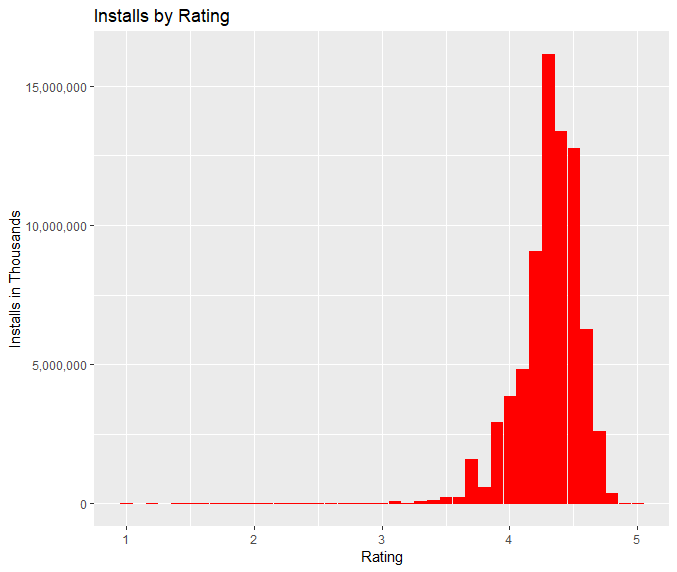 Installs by Rating
Installs in Thousands
15,000,000
10,000,000
5,000,000
0
1 2 3 4 5
Rating